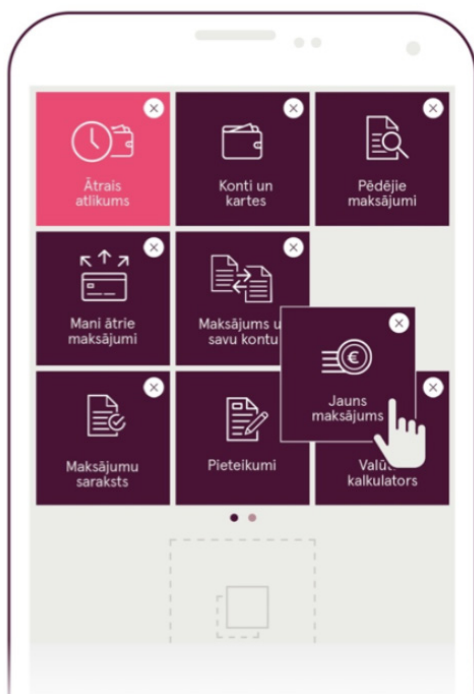 Ātrais
atlikums
Konti un
kartes
Pēdējie
maksājumi
Mani ātrie
maksājumi
Maksājums u
savu kontu
Jauns
maksājums
Maksājumu
saraksts
Pieteikumi
Valūt
kalkulators